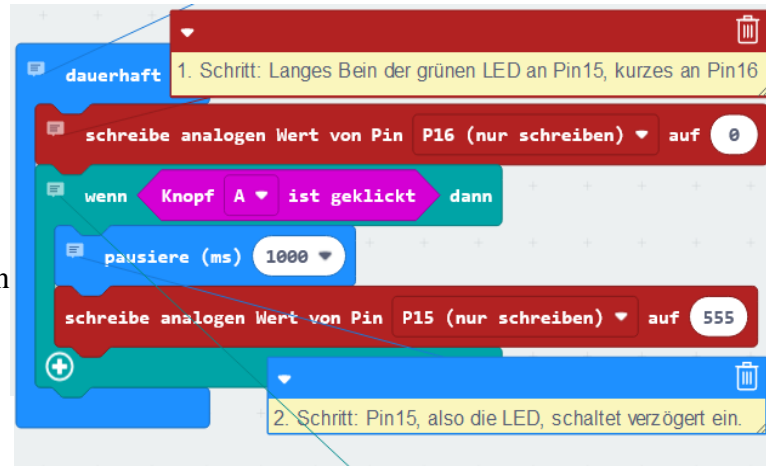 dauerhaft
1. Schritt: Langes Bein der grünen LED an Pin15, kurzes an Pin16
schreibe analogen Wert von Pin P16 (nur schreiben) auf 0
wenn Knopf A ist geklickt dann
n
pausiere (ms) 1000
schreibe analogen Wert von Pin P15 (nur schreiben) auf 555
2. Schritt: Pin15, also die LED, schaltet verzögert ein.